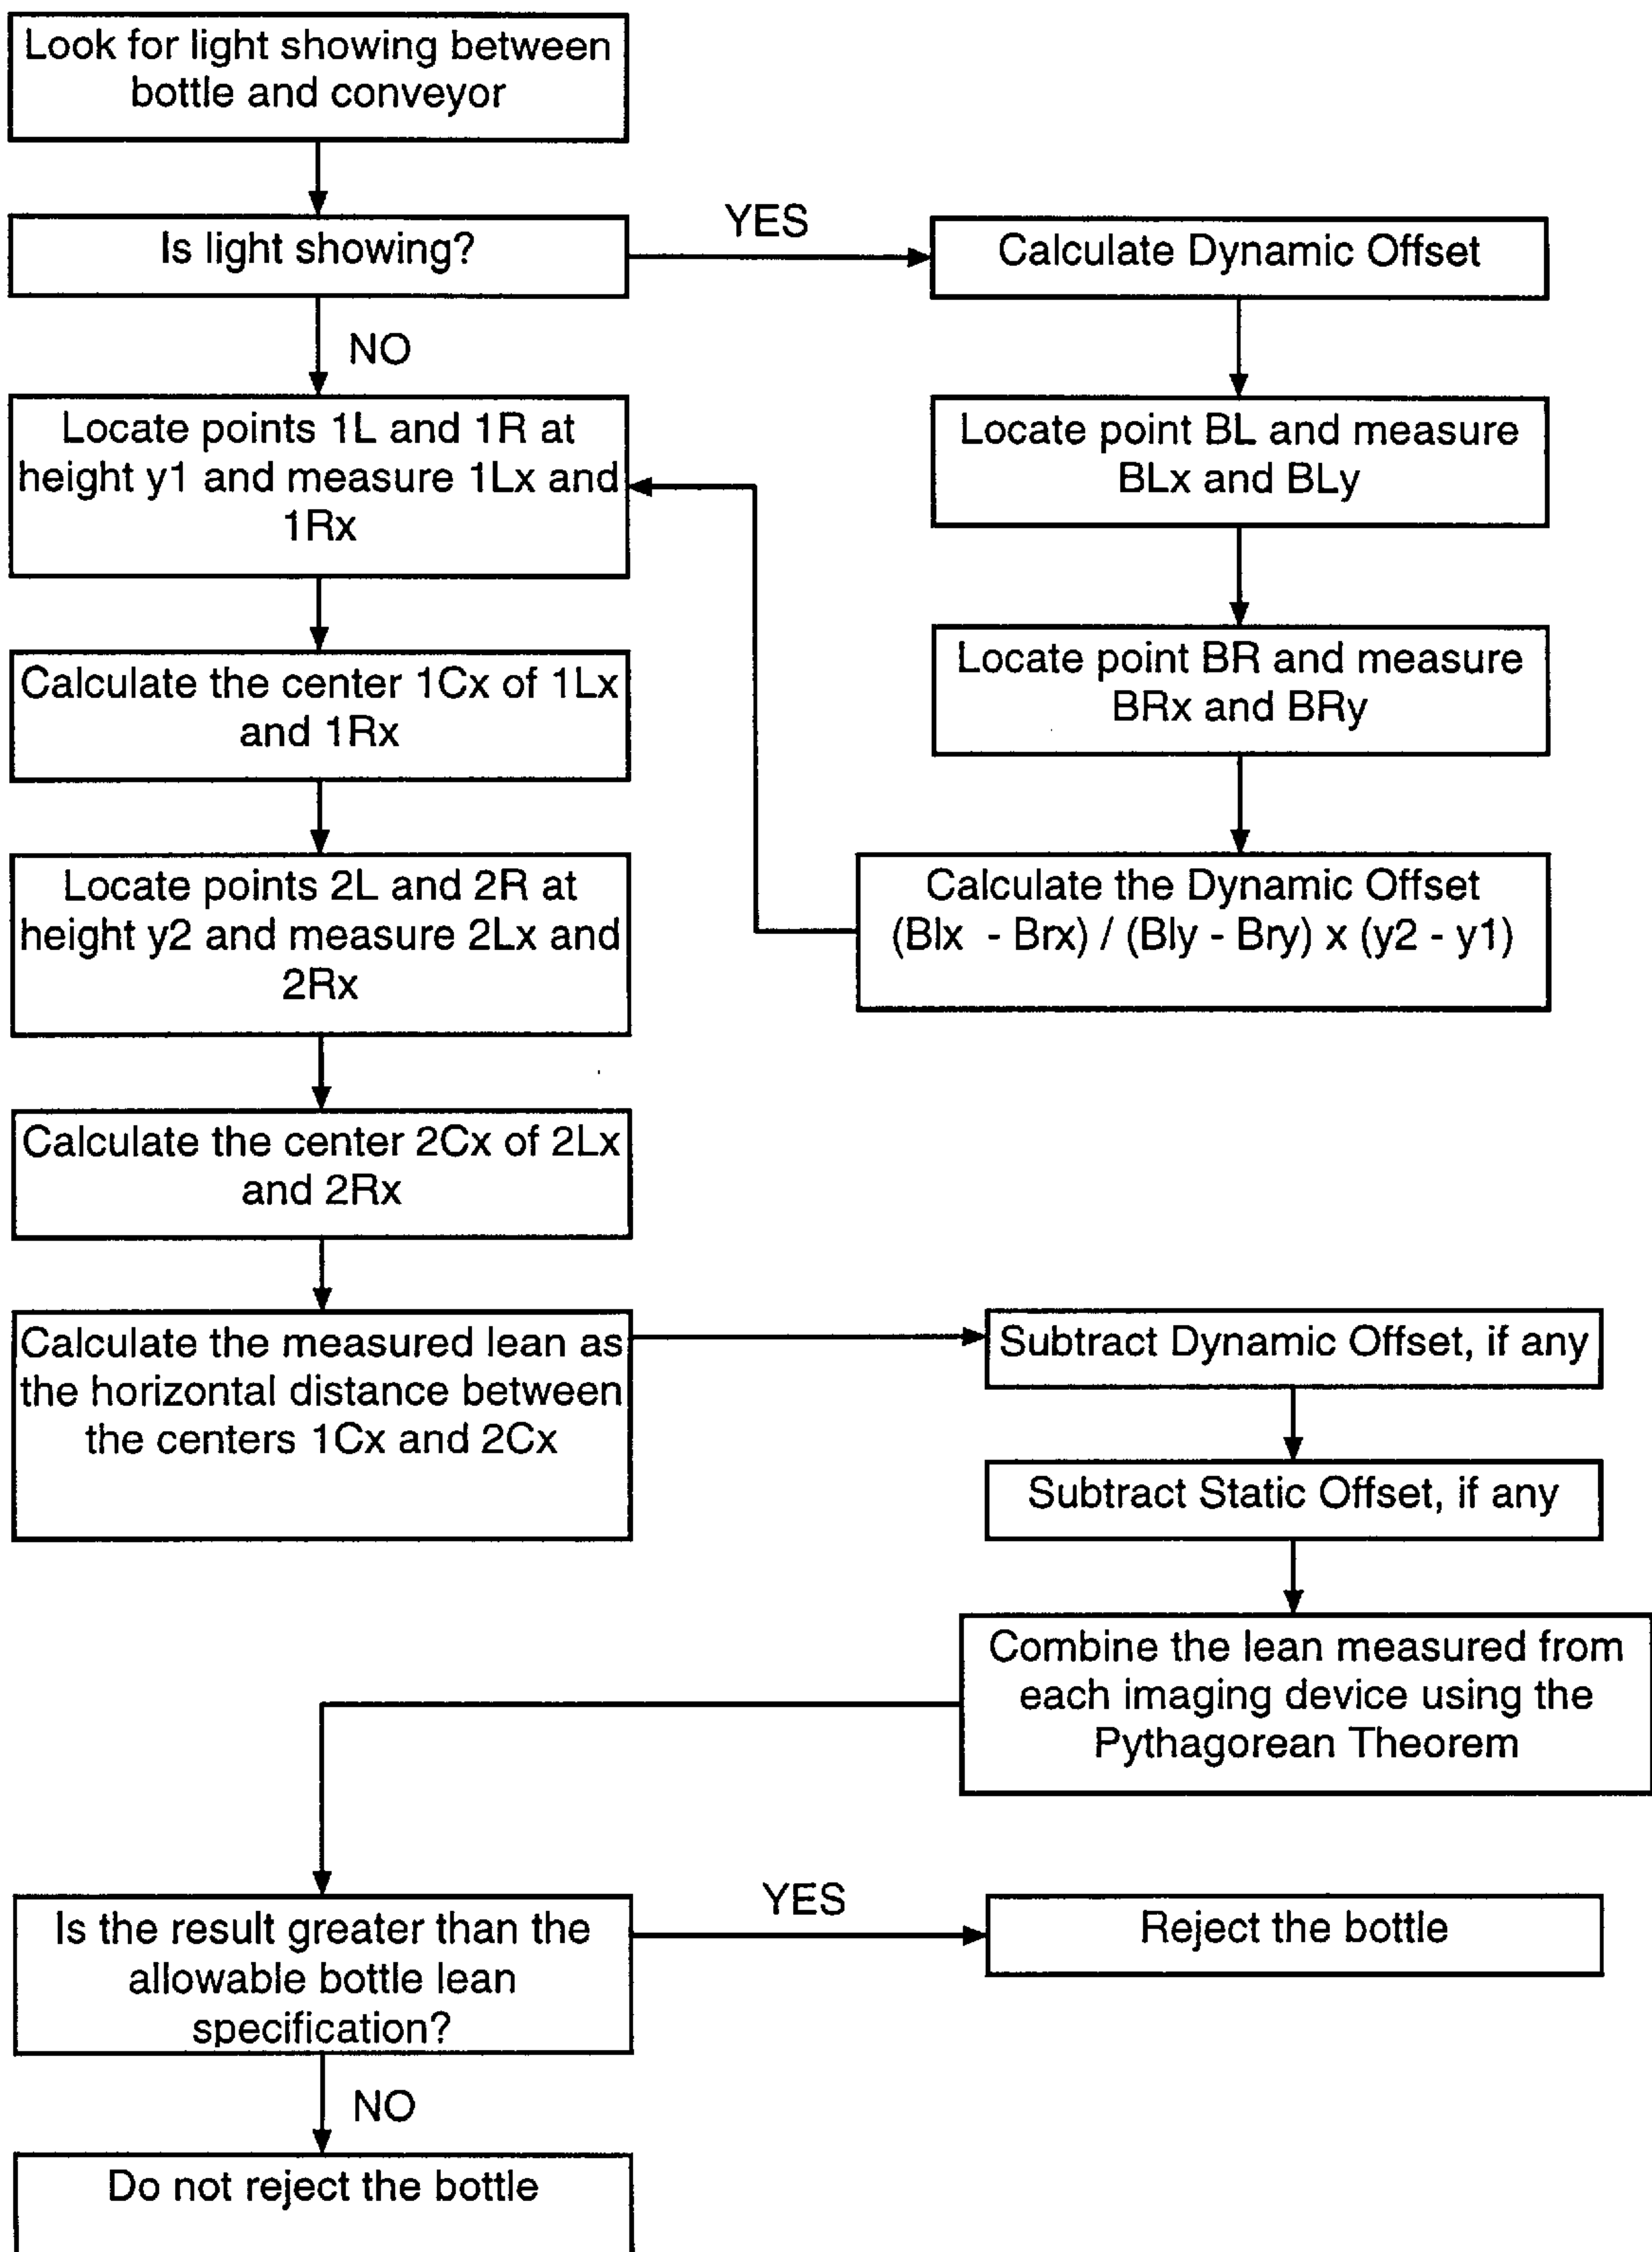 Look for light showing between
bottle and conveyor
Is light showing?
YES
Calculate Dynamic Offset
NO
Locate points 1L and 1R at
height y1 and measure 1Lx and
1Rx
Locate point BL and measure
BLx and BLy
Calculate the center 1Cx of 1Lx
and 1Rx
Locate point BR and measure
BRx and BRy
Locate points 2L and 2R at
height y2 and measure 2Lx and
2Rx
Calculate the Dynamic Offset
(Blx - Brx) / (Bly - Bry) x (y2 - y1)
Calculate the center 2Cx of 2Lx
and 2Rx
Calculate the measured lean as
the horizontal distance between
the centers 1Cx and 2Cx
Subtract Dynamic Offset, if any
Subtract Static Offset, if any
Combine the lean measured from
each imaging device using the
Pythagorean Theorem
Is the result greater than the
allowable bottle lean
specification?
YES
Reject the bottle
NO
Do not reject the bottle